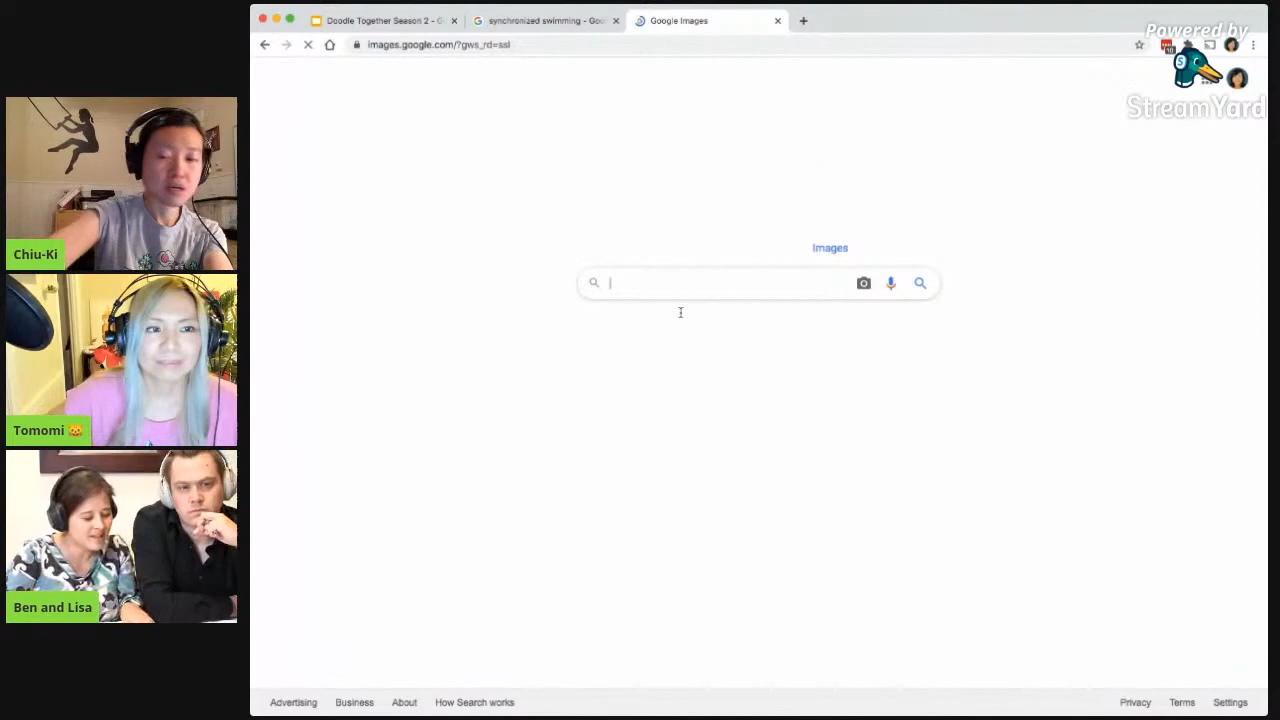 Doodle Together Season 2 - G
synchronized swimming - Goo
Google Images
images.google.com/?gws_rd=ssl
10
Powered by
S
StreamYard
Images
Chiu-Ki
Tomomi 🎃
Ben and Lisa
Advertising
Business
About
How Search works
Privacy
Terms
Settings